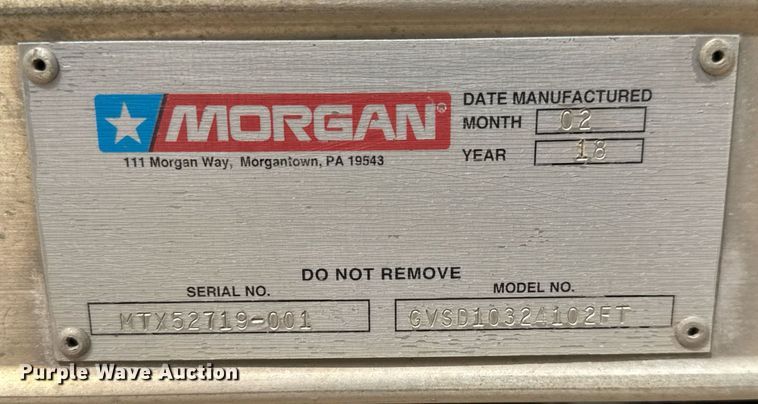 MORGAN®
111 Morgan Way, Morgantown, PA 19543
DATE MANUFACTURED
MONTH 02
YEAR 18
DO NOT REMOVE
SERIAL NO. MODEL NO.
MTX52719-001 GVSD10324102FT
Purple Wave Auction